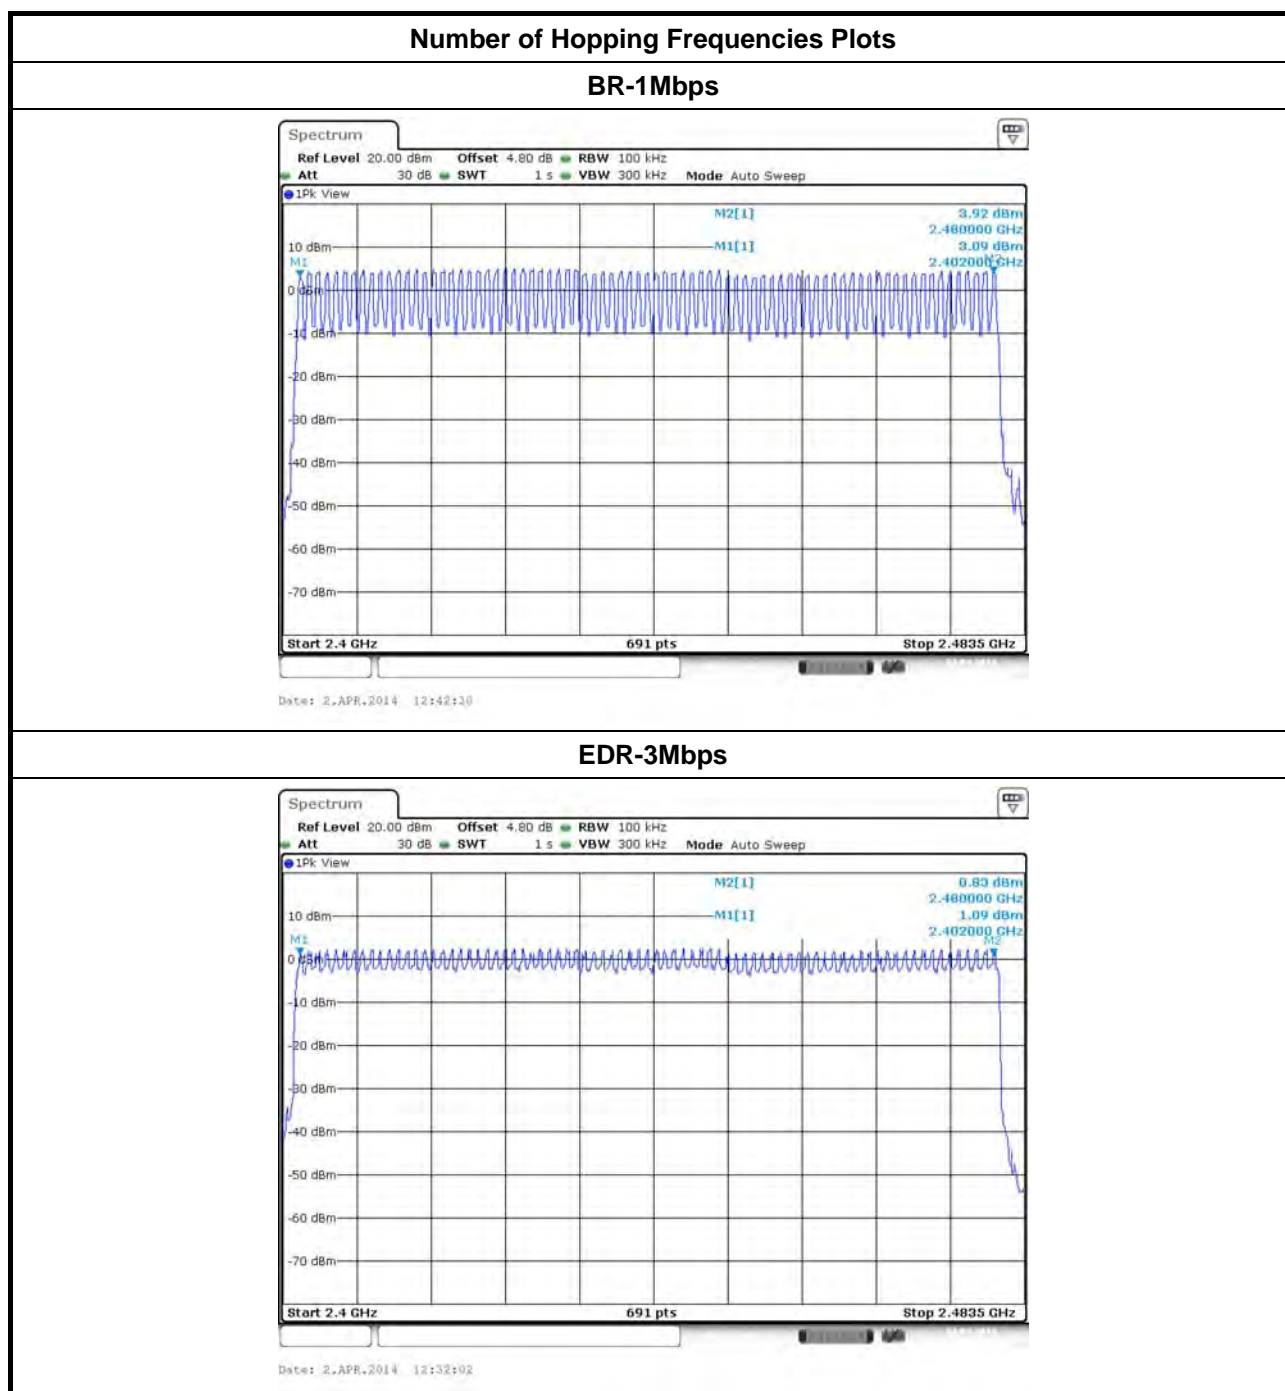 Number of Hopping Frequencies Plots
BR-1Mbps
Spectrum
Ref Level 20.00 dBm Offset 4.80 dB RBW 100 kHz
Att 30 dB SWT 1 s VBW 300 kHz Mode Auto Sweep
1Pk View
M2[1] 3.92 dBm
2.480000 GHz
10 dBm M1[1] 3.09 dBm
M1 2.402000 GHz
M2
0 dBm
-10 dBm
-20 dBm
-30 dBm
-40 dBm
-50 dBm
-60 dBm
-70 dBm
Start 2.4 GHz 691 pts Stop 2.4835 GHz
Date: 2.APR.2014 12:42:30
EDR-3Mbps
Spectrum
Ref Level 20.00 dBm Offset 4.80 dB RBW 100 kHz
Att 30 dB SWT 1 s VBW 300 kHz Mode Auto Sweep
1Pk View
M2[1] 0.83 dBm
2.480000 GHz
10 dBm M1[1] 1.09 dBm
M1 2.402000 GHz
M2
0 dBm
-10 dBm
-20 dBm
-30 dBm
-40 dBm
-50 dBm
-60 dBm
-70 dBm
Start 2.4 GHz 691 pts Stop 2.4835 GHz
Date: 2.APR.2014 12:32:02